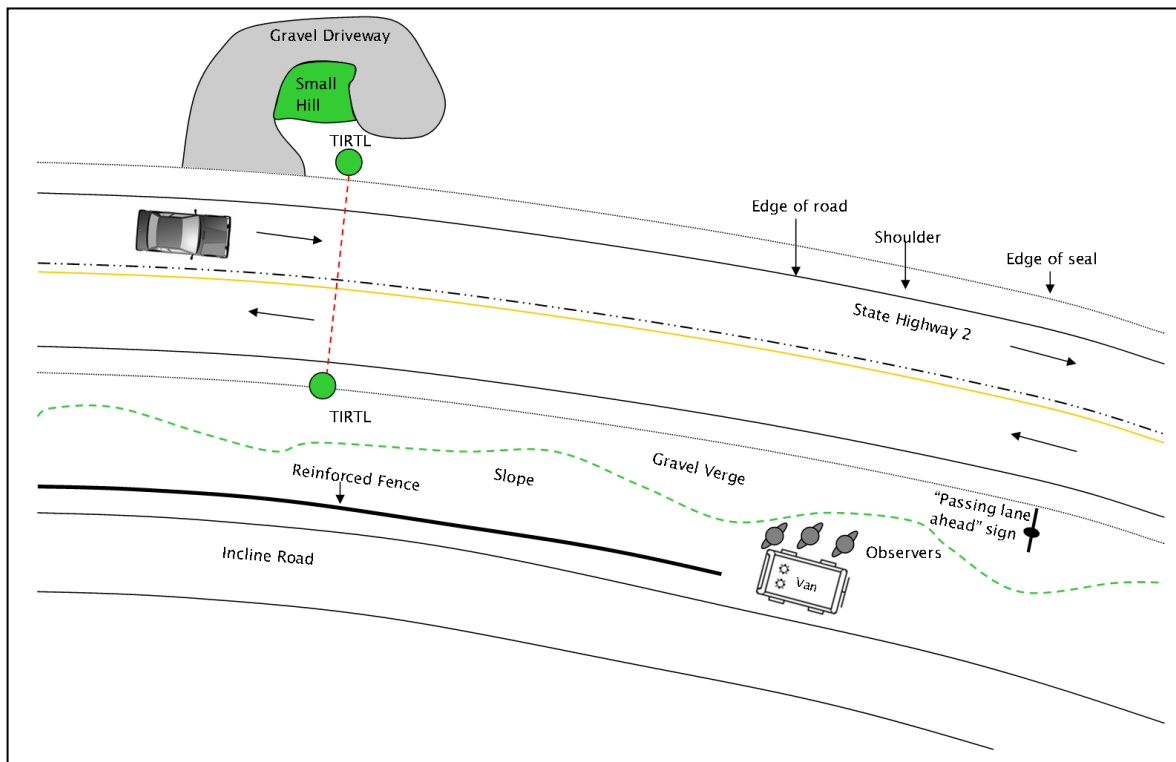 Gravel Driveway
Small
Hill
TIRTL
Edge of road
Shoulder
Edge of seal
State Highway 2
TIRTL
Gravel Verge
Slope
Reinforced Fence
"Passing lane
ahead" sign
Observers
Incline Road
Van